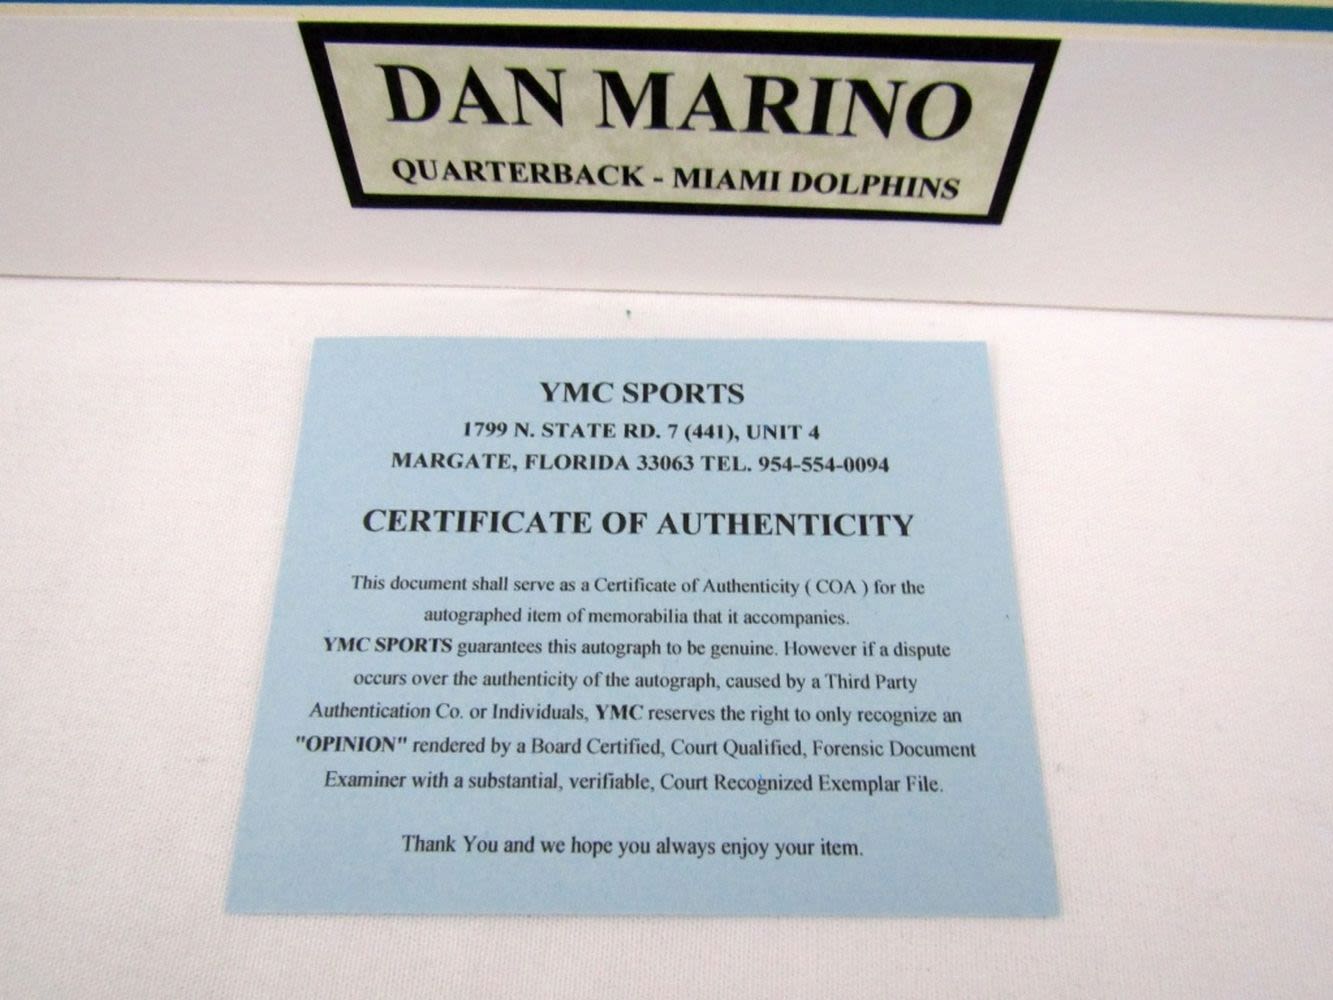 DAN MARINO
QUARTERBACK - MIAMI DOLPHINS
YMC SPORTS
1799 N. STATE RD. 7 (441), UNIT 4
MARGATE, FLORIDA 33063 TEL. 954-554-0094
CERTIFICATE OF AUTHENTICITY
This document shall serve as a Certificate of Authenticity ( COA ) for the
autographed item of memorabilia that it accompanies.
YMC SPORTS guarantees this autograph to be genuine. However if a dispute
occurs over the authenticity of the autograph, caused by a Third Party
Authentication Co. or Individuals, YMC reserves the right to only recognize an
"OPINION" rendered by a Board Certified, Court Qualified, Forensic Document
Examiner with a substantial, verifiable, Court Recognized Exemplar File.
Thank You and we hope you always enjoy your item.